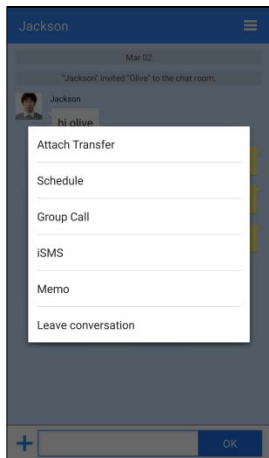 Jackson
Mar 02
"Jackson" invited "Olive" to the chat room.
Jackson
hi olive
Attach Transfer
Schedule
Group Call
iSMS
Memo
Leave conversation
OK